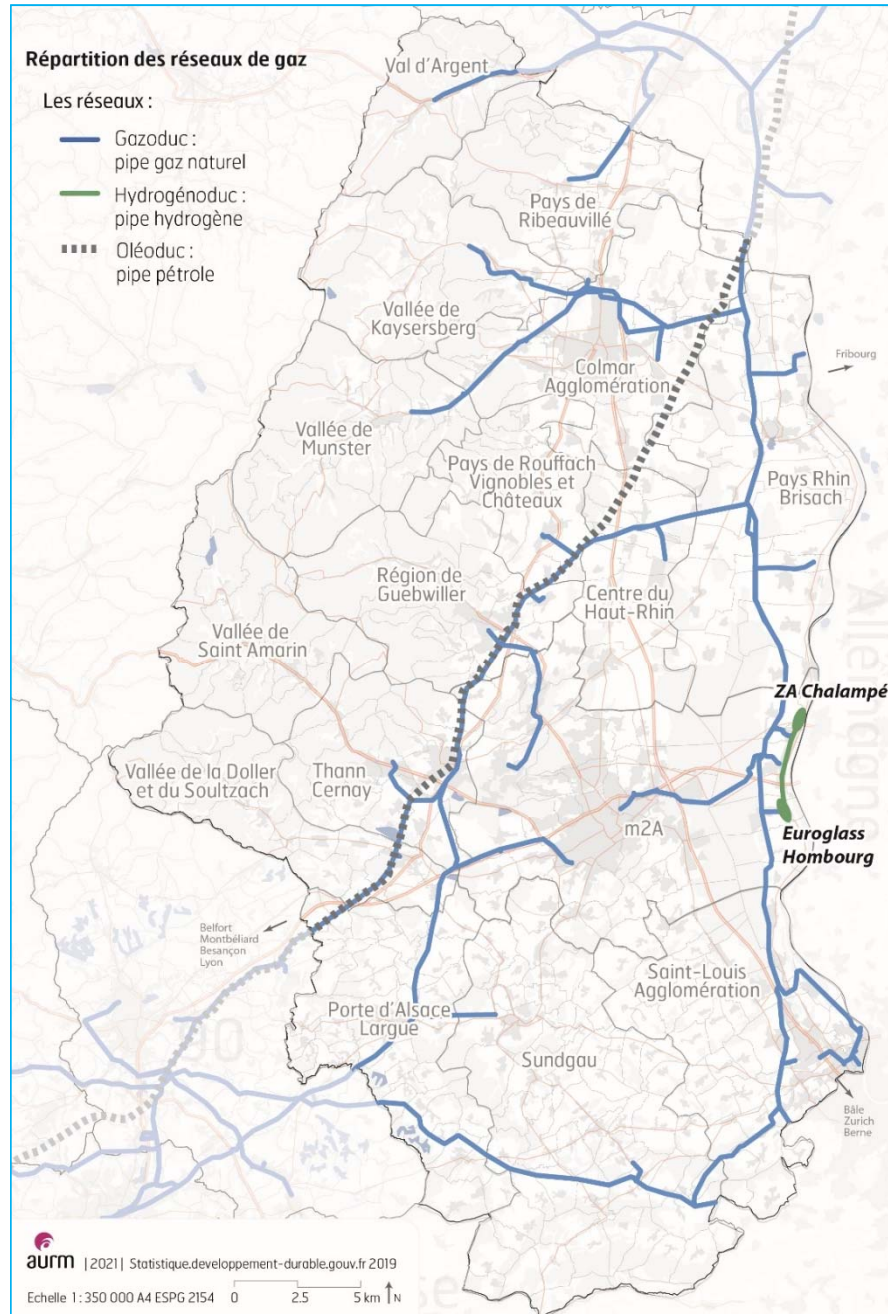 Répartition des réseaux de gaz
Les réseaux :
Gazoduc :
pipe gaz naturel
Hydrogénoduc :
pipe hydrogène
Oléoduc :
pipe pétrole
Val d'Argent
Pays de
Ribeauvillé
Vallée de
Kaysersberg
Fribourg
Colmar
Agglomération
Vallée de
Munster
Pays de Rouffach
Vignobles et
Châteaux
Pays Rhin
Brisach
Région de
Guebwiller
Centre du
Haut-Rhin
Allemagne
Vallée de
Saint Amarin
ZA Chalampé
Vallée de la Doller
et du Soultzach
Thann
Cernay
m2A
Euroglass
Hombourg
Belfort
Montbéliard
Besançon
Lyon
Saint-Louis
Agglomération
Porte d'Alsace
Largue
90
Sundgau
Bâle
Zurich
Berne
aurm | 2021 | Statistique.developpement-durable.gouv.fr 2019
Echelle 1 : 350 000 A4 ESPG 2154 0 2.5 5 km N